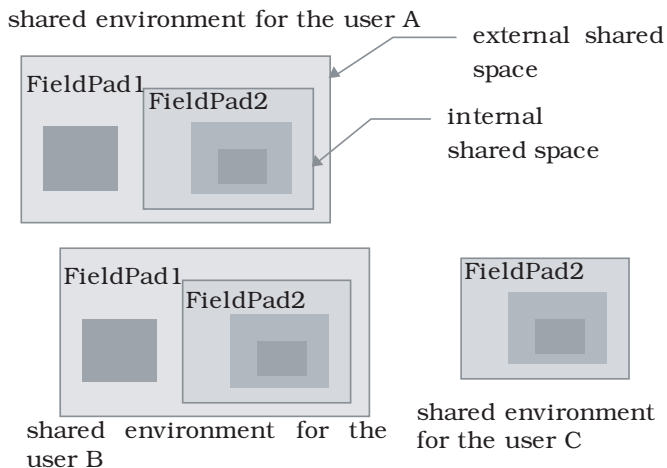 shared environment for the user A
external shared
space
FieldPad1
FieldPad2
internal
shared space
FieldPad1
FieldPad2
FieldPad2
shared environment for the
user B
shared environment
for the user C